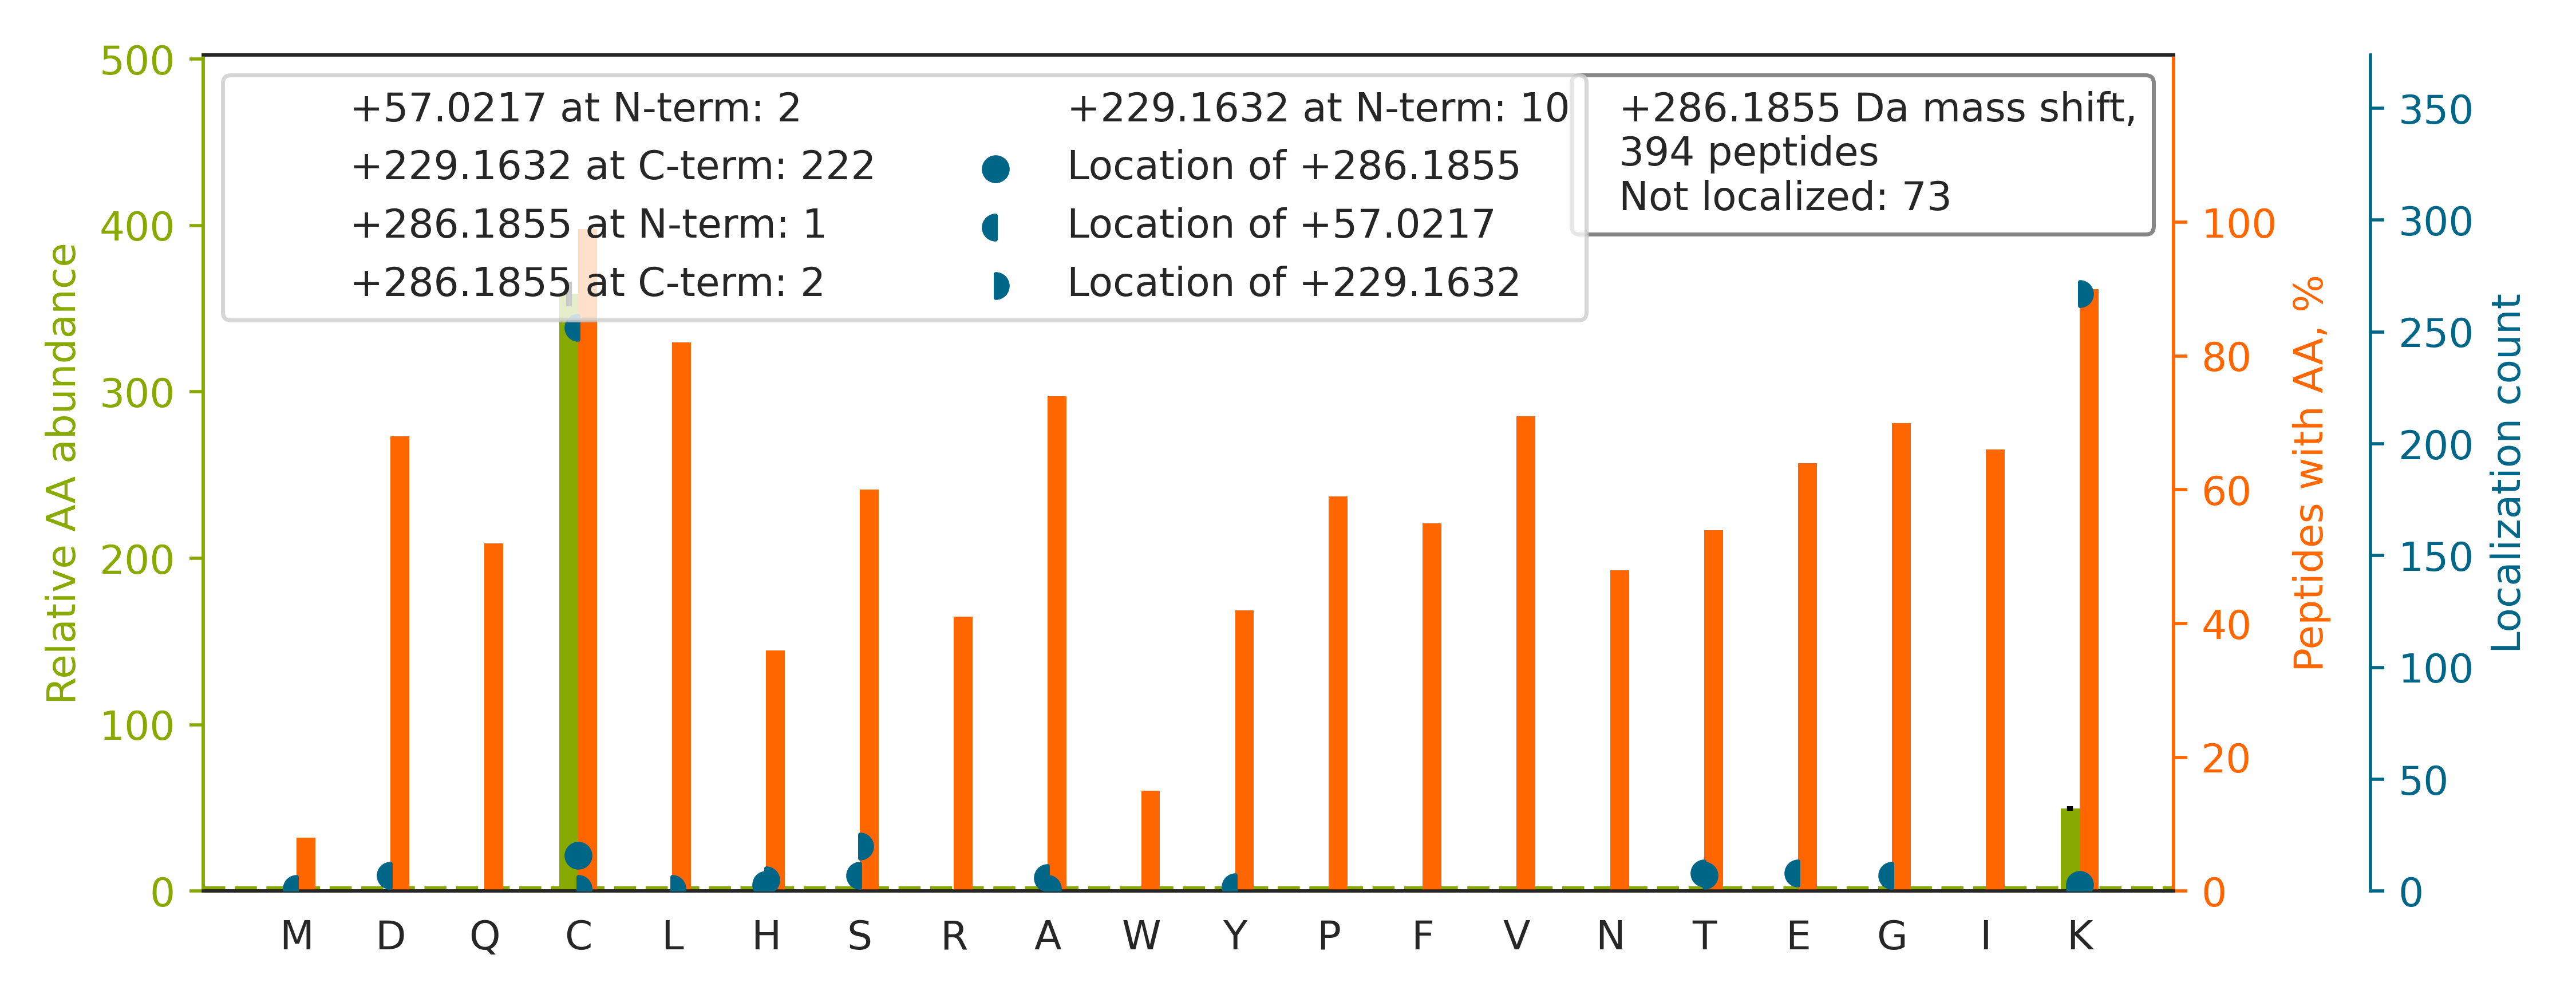 500
400
300
200
100
0
Relative AA abundance
+57.0217 at N-term: 2
+229.1632 at C-term: 222
+286.1855 at N-term: 1
+286.1855 at C-term: 2
+229.1632 at N-term: 10
Location of +286.1855
Location of +57.0217
Location of +229.1632
+286.1855 Da mass shift,
394 peptides
Not localized: 73
100
80
60
40
20
0
Peptides with AA, %
350
300
250
200
150
100
50
0
Localization count
M D Q C L H S R A W Y P F V N T E G I K